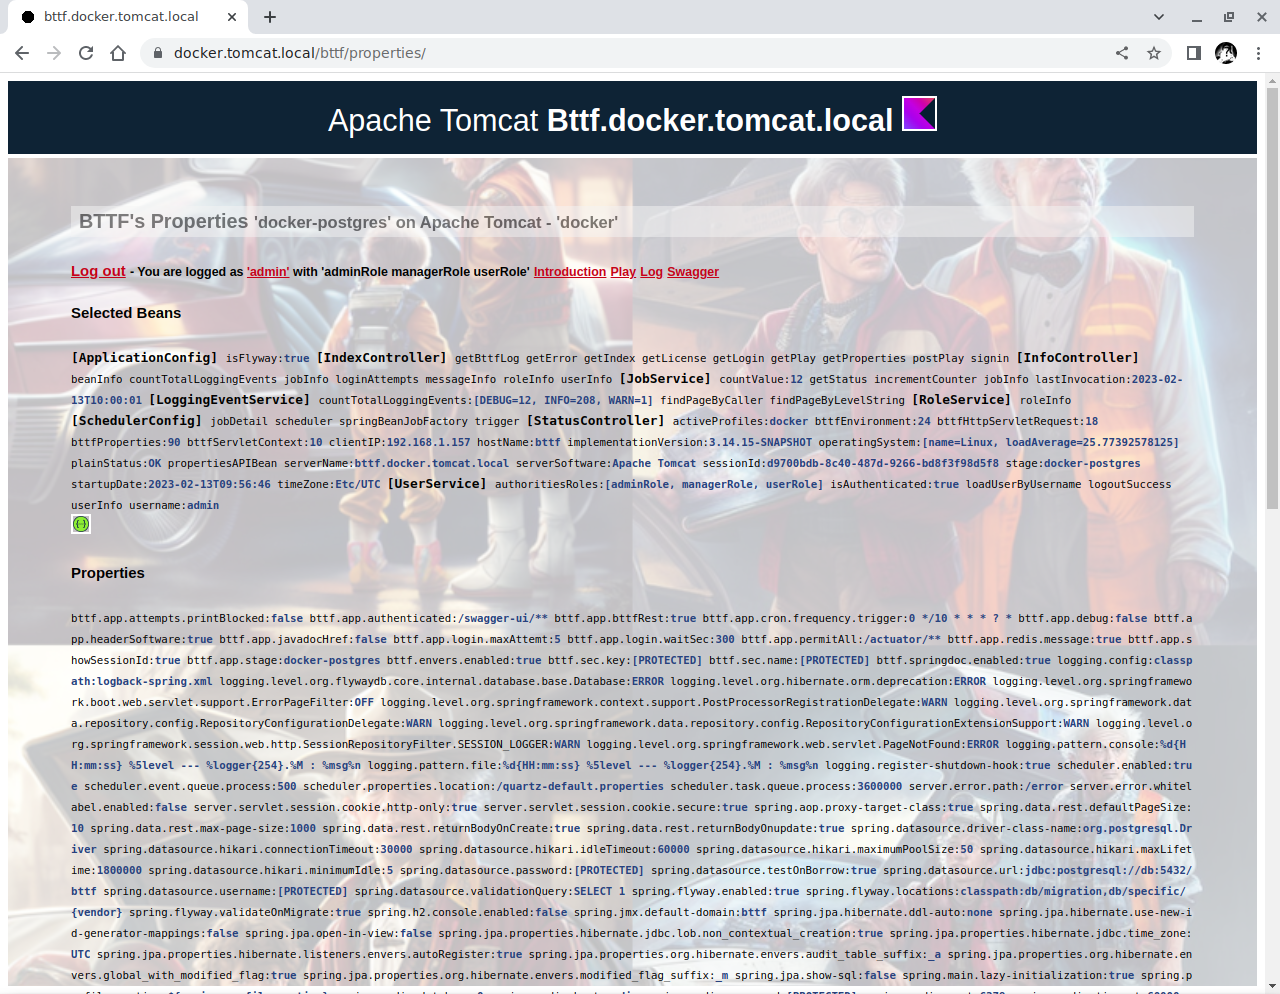 bttf.docker.tomcat.local
docker.tomcat.local/bttf/properties/
Apache Tomcat Bttf.docker.tomcat.local
BTTF's Properties 'docker-postgres' on Apache Tomcat - 'docker'
Log out - You are logged as 'admin' with 'adminRole managerRole userRole' Introduction Play Log Swagger
Selected Beans
[ApplicationConfig] isFlyway:true [IndexController] getBttfLog getError getIndex getLicense getLogin getPlay getProperties postPlay signin [InfoController]
beanInfo countTotalLoggingEvents jobInfo loginAttempts messageInfo roleInfo userInfo [JobService] countValue:12 getStatus incrementCounter jobInfo lastInvocation:2023-02-
13T10:00:01 [LoggingEventService] countTotalLoggingEvents:[DEBUG=12, INFO=208, WARN=1] findPageByCaller findPageByLevelString [RoleService] roleInfo
[SchedulerConfig] jobDetail scheduler springBeanJobFactory trigger [StatusController] activeProfiles:docker bttfEnvironment:24 bttfHttpServletRequest:18
bttfProperties:90 bttfServletContext:10 clientIP:192.168.1.157 hostName:bttf implementationVersion:3.14.15-SNAPSHOT operatingSystem:[name=Linux, loadAverage=25.77392578125]
plainStatus:OK propertiesAPIBean serverName:bttf.docker.tomcat.local serverSoftware:Apache Tomcat sessionId:d9700bdb-8c40-487d-9266-bd8f3f98d5f8 stage:docker-postgres
startupDate:2023-02-13T09:56:46 timeZone:Etc/UTC [UserService] authoritiesRoles:[adminRole, managerRole, userRole] isAuthenticated:true loadUserByUsername logoutSuccess
userInfo username:admin
Properties
bttf.app.attempts.printBlocked:false bttf.app.authenticated:/swagger-ui/** bttf.app.bttfRest:true bttf.app.cron.frequency.trigger:0 */10 * * * ? * bttf.app.debug:false bttf.a
pp.headerSoftware:true bttf.app.javadocHref:false bttf.app.login.maxAttemt:5 bttf.app.login.waitSec:300 bttf.app.permitAll:/actuator/** bttf.app.redis.message:true bttf.app.s
howSessionId:true bttf.app.stage:docker-postgres bttf.envers.enabled:true bttf.sec.key:[PROTECTED] bttf.sec.name:[PROTECTED] bttf.springdoc.enabled:true logging.config:classp
ath:logback-spring.xml logging.level.org.flywaydb.core.internal.database.base.Database:ERROR logging.level.org.hibernate.orm.deprecation:ERROR logging.level.org.springframewo
rk.boot.web.servlet.support.ErrorPageFilter:OFF logging.level.org.springframework.context.support.PostProcessorRegistrationDelegate:WARN logging.level.org.springframework.dat
a.repository.config.RepositoryConfigurationDelegate:WARN logging.level.org.springframework.data.repository.config.RepositoryConfigurationExtensionSupport:WARN logging.level.o
rg.springframework.session.web.http.SessionRepositoryFilter.SESSION_LOGGER:WARN logging.level.org.springframework.web.servlet.PageNotFound:ERROR logging.pattern.console:%d{H
H:mm:ss} %5level --- %logger{254}.%M : %msg%n logging.pattern.file:%d{HH:mm:ss} %5level --- %logger{254}.%M : %msg%n logging.register-shutdown-hook:true scheduler.enabled:tru
e scheduler.event.queue.process:500 scheduler.properties.location:/quartz-default.properties scheduler.task.queue.process:3600000 server.error.path:/error server.error.whitel
abel.enabled:false server.servlet.session.cookie.http-only:true server.servlet.session.cookie.secure:true spring.aop.proxy-target-class:true spring.data.rest.defaultPageSize:
10 spring.data.rest.max-page-size:1000 spring.data.rest.returnBodyOnCreate:true spring.data.rest.returnBodyOnupdate:true spring.datasource.driver-class-name:org.postgresql.Dr
iver spring.datasource.hikari.connectionTimeout:30000 spring.datasource.hikari.idleTimeout:60000 spring.datasource.hikari.maximumPoolSize:50 spring.datasource.hikari.maxLifet
ime:1800000 spring.datasource.hikari.minimumIdle:5 spring.datasource.password:[PROTECTED] spring.datasource.testOnBorrow:true spring.datasource.url:jdbc:postgresql://db:5432/
bttf spring.datasource.username:[PROTECTED] spring.datasource.validationQuery:SELECT 1 spring.flyway.enabled:true spring.flyway.locations:classpath:db/migration,db/specific/
{vendor} spring.flyway.validateOnMigrate:true spring.h2.console.enabled:false spring.jmx.default-domain:bttf spring.jpa.hibernate.ddl-auto:none spring.jpa.hibernate.use-new-i
d-generator-mappings:false spring.jpa.open-in-view:false spring.jpa.properties.hibernate.jdbc.lob.non_contextual_creation:true spring.jpa.properties.hibernate.jdbc.time_zone:
UTC spring.jpa.properties.hibernate.listeners.envers.autoRegister:true spring.jpa.properties.org.hibernate.envers.audit_table_suffix:_a spring.jpa.properties.org.hibernate.en
vers.global_with_modified_flag:true spring.jpa.properties.org.hibernate.envers.modified_flag_suffix:_m spring.jpa.show-sql:false spring.main.lazy-initialization:true spring.p